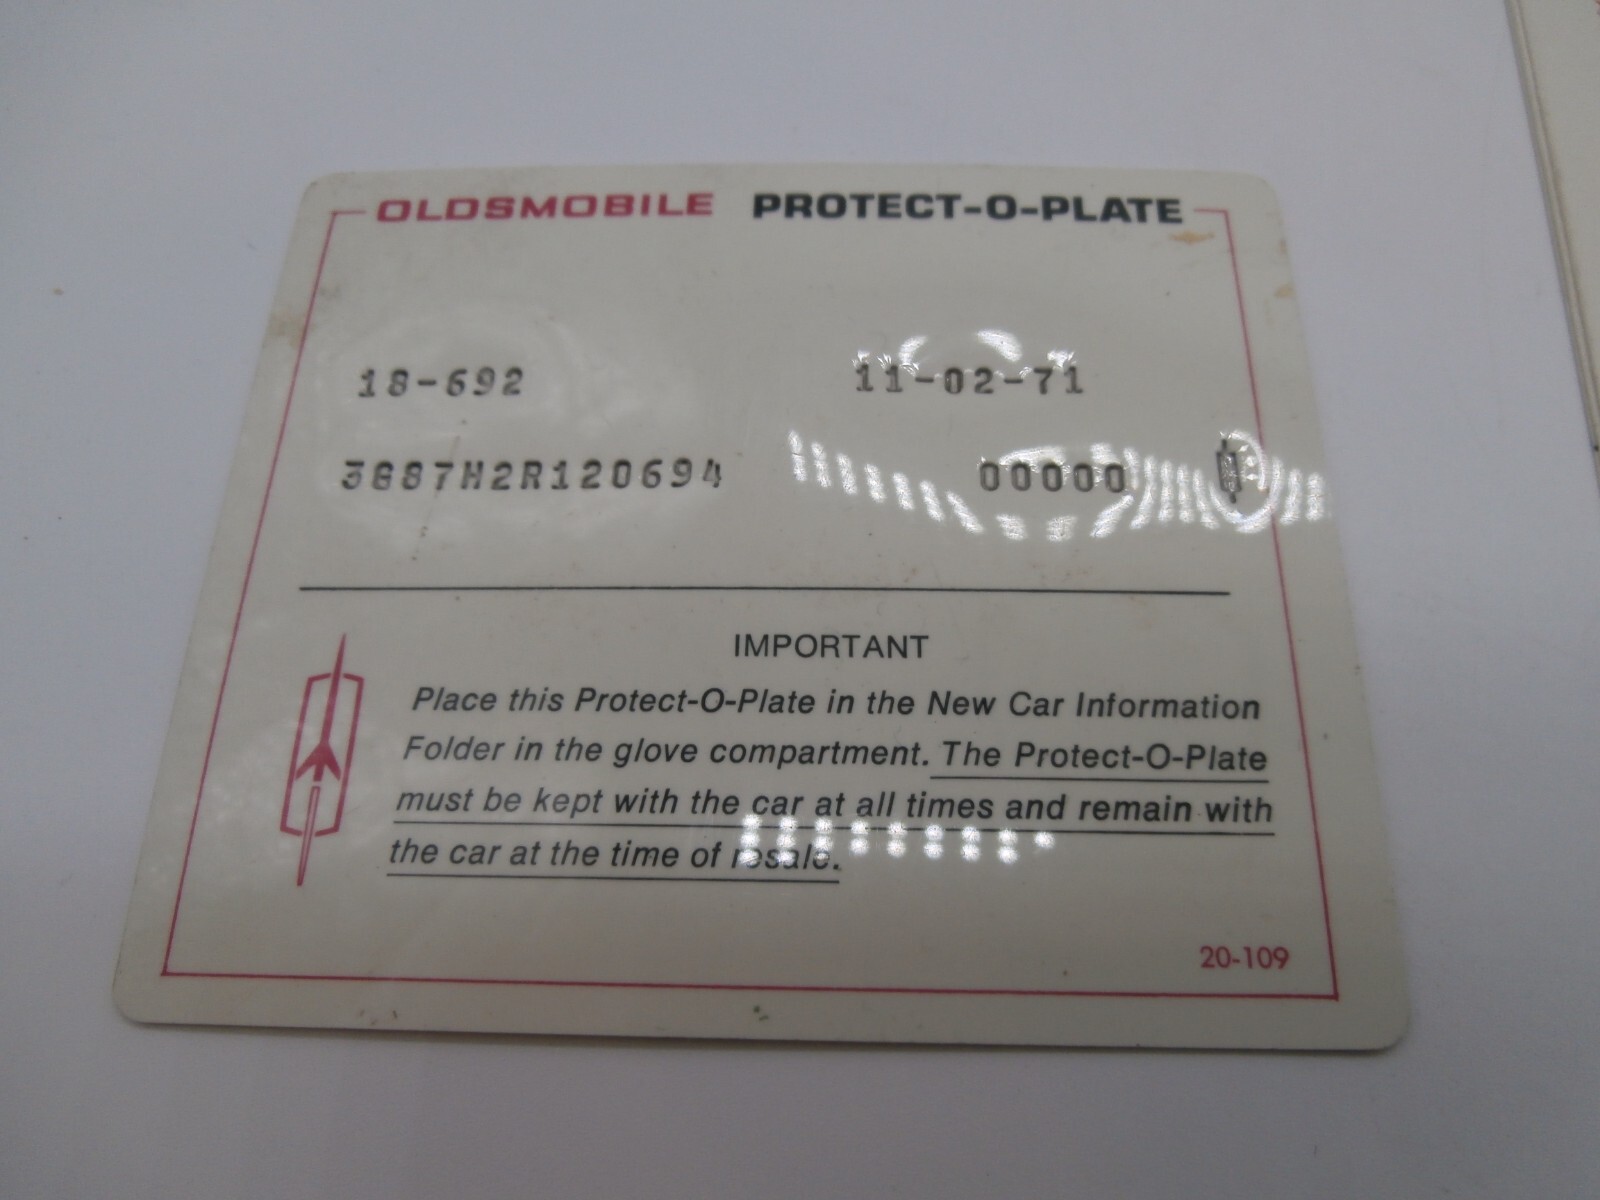 OLDSMOBILE PROTECT-O-PLATE
18-692 11-02-71
3G87H2R120694 00000
IMPORTANT
Place this Protect-O-Plate in the New Car Information
Folder in the glove compartment. The Protect-O-Plate
must be kept with the car at all times and remain with
the car at the time of resale.
20-109